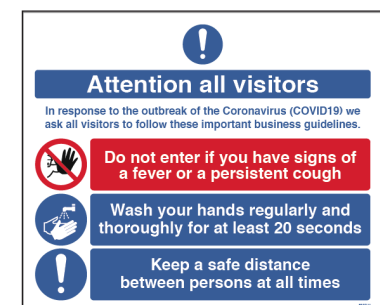 Attention all visitors
In response to the outbreak of the Coronavirus (COVID19) we
ask all visitors to follow these important business guidelines.
Do not enter if you have signs of
a fever or a persistent cough
Wash your hands regularly and
thoroughly for at least 20 seconds
Keep a safe distance
between persons at all times